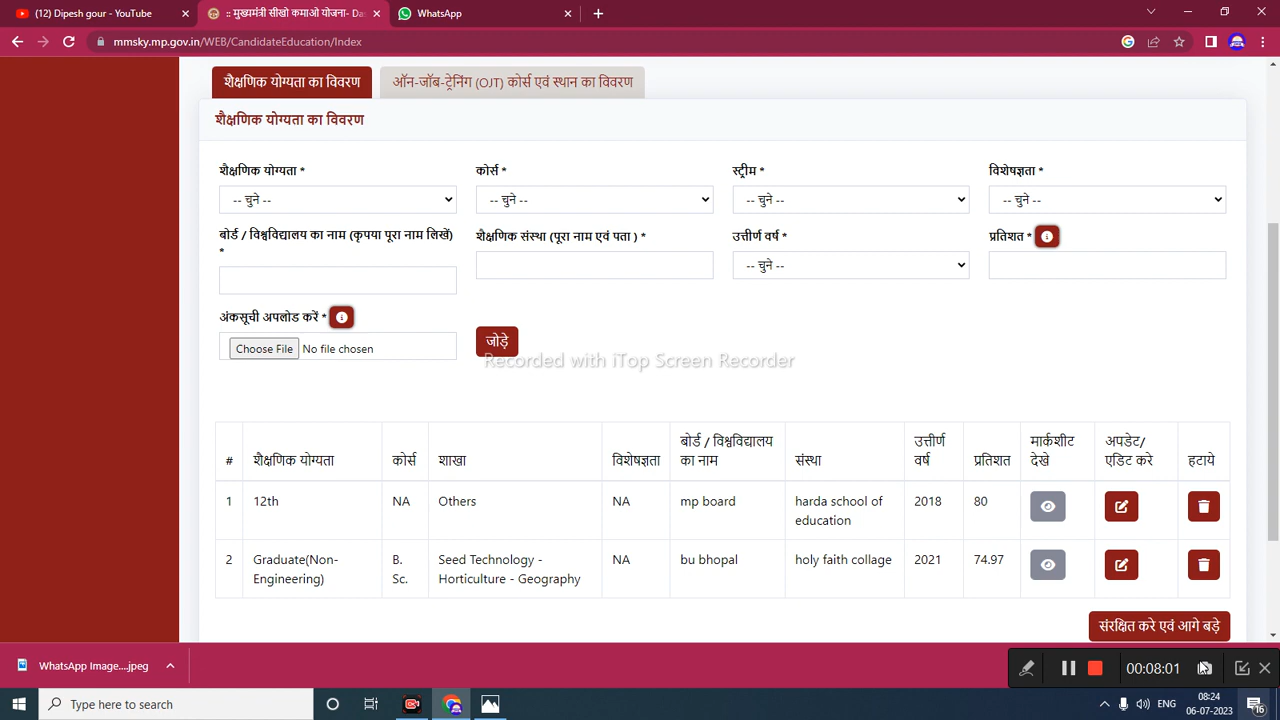 (12) Dipesh gour - YouTube
:: मुख्यमंत्री सीखो कमाओ योजना- Da
WhatsApp
mmsky.mp.gov.in/WEB/CandidateEducation/Index
शैक्षणिक योग्यता का विवरण
ऑन-जॉब-ट्रेनिंग (OJT) कोर्स एवं स्थान का विवरण
शैक्षणिक योग्यता का विवरण
शैक्षणिक योग्यता *
कोर्स *
स्ट्रीम *
विशेषज्ञता *
-- चुने --
-- चुने --
-- चुने --
-- चुने --
बोर्ड / विश्वविद्यालय का नाम (कृपया पूरा नाम लिखें)
*
शैक्षणिक संस्था (पूरा नाम एवं पता ) *
उत्तीर्ण वर्ष *
प्रतिशत *
-- चुने --
अंकसूची अपलोड करें *
Choose File No file chosen
जोड़े
Recorded with iTop Screen Recorder
# शैक्षणिक योग्यता कोर्स शाखा विशेषज्ञता बोर्ड / विश्वविद्यालय का नाम संस्था उत्तीर्ण वर्ष प्रतिशत मार्कशीट देखे अपडेट/ एडिट करे हटाये
1 12th NA Others NA mp board harda school of education 2018 80
2 Graduate(Non-Engineering) B. Sc. Seed Technology - Horticulture - Geography NA bu bhopal holy faith collage 2021 74.97
संरक्षित करे एवं आगे बड़े
WhatsApp Image....jpeg
00:08:01
Type here to search
08:24
06-07-2023
16